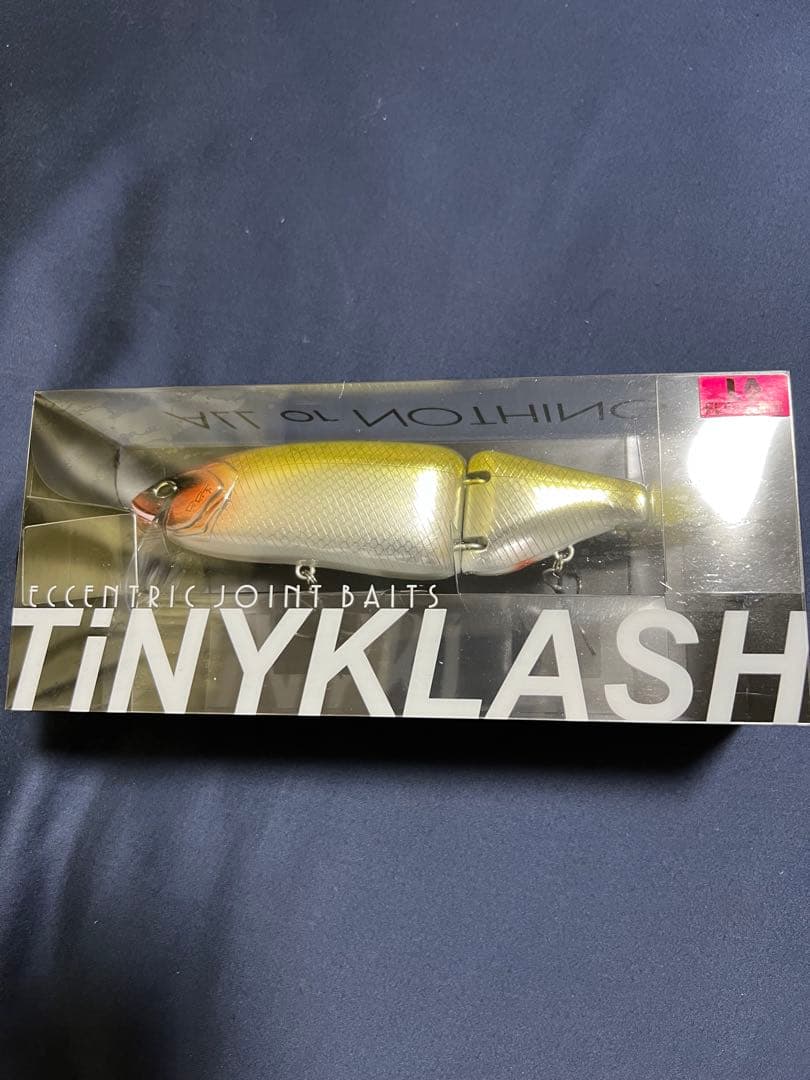 ALL or NOTHING
ECCENTRIC JOINT BAITS
TiNYKLASH